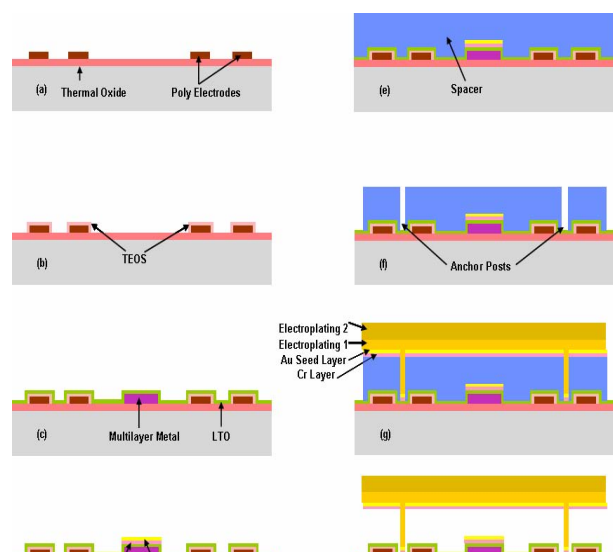 (a)
Thermal Oxide
Poly Electrodes
(b)
TEOS
(c)
Multilayer Metal
LTO
(e)
Spacer
(f)
Anchor Posts
Electroplating 2
Electroplating 1
Au Seed Layer
Cr Layer
(g)